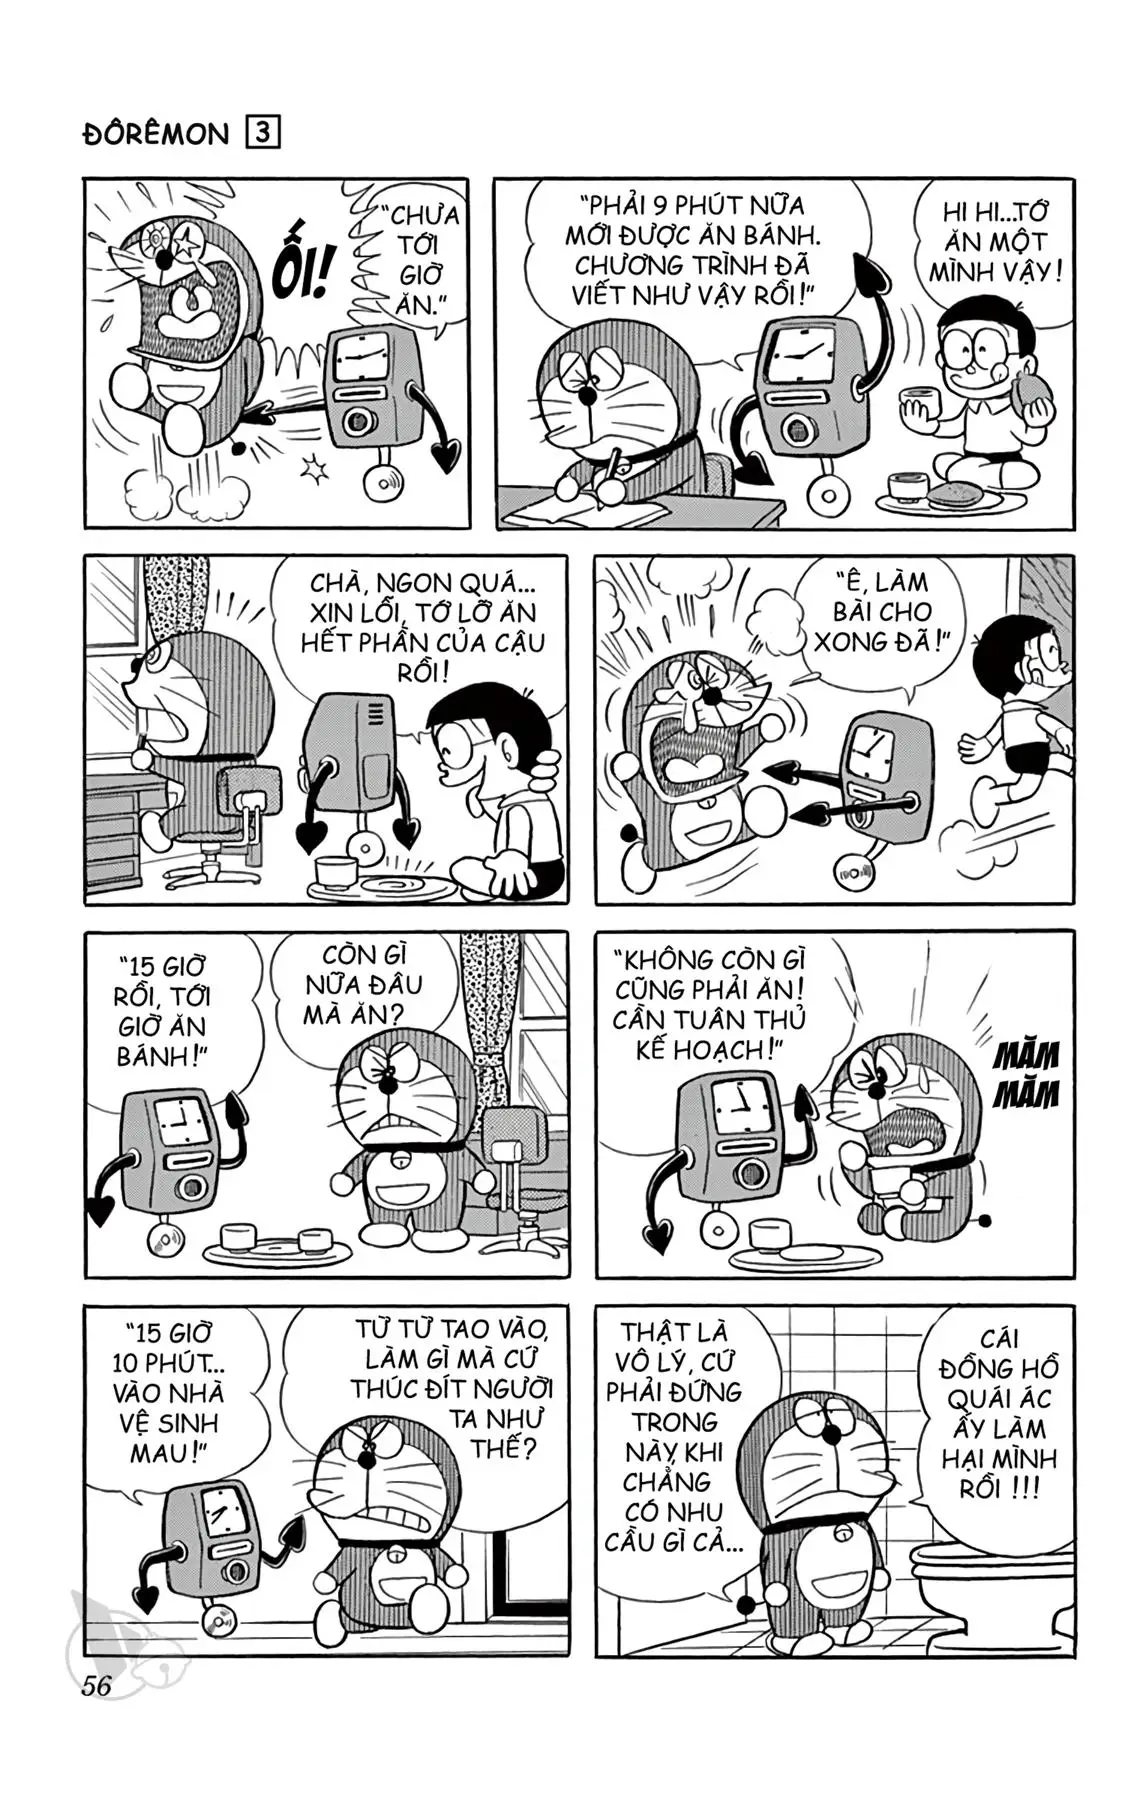 ĐÔRÊMON 3
"CHƯA
TỚI
GIỜ
ĂN."
ỐI!
"PHẢI 9 PHÚT NỮA
MỚI ĐƯỢC ĂN BÁNH.
CHƯƠNG TRÌNH ĐÃ
VIẾT NHƯ VẬY RỒI!"
HI HI...TỚ
ĂN MỘT
MÌNH VẬY!
CHÀ, NGON QUÁ...
XIN LỖI, TỚ LỠ ĂN
HẾT PHẦN CỦA CẬU
RỒI!
"Ê, LÀM
BÀI CHO
XONG ĐÃ!"
"15 GIỜ
RỒI, TỚI
GIỜ ĂN
BÁNH!"
CÒN GÌ
NỮA ĐÂU
MÀ ĂN?
"KHÔNG CÒN GÌ
CŨNG PHẢI ĂN!
CẦN TUÂN THỦ
KẾ HOẠCH!"
MĂM
MĂM
"15 GIỜ
10 PHÚT...
VÀO NHÀ
VỆ SINH
MAU!"
TỪ TỪ TAO VÀO,
LÀM GÌ MÀ CỨ
THÚC ĐÍT NGƯỜI
TA NHƯ
THẾ?
THẬT LÀ
VÔ LÝ, CỨ
PHẢI ĐỨNG
TRONG
NÀY, KHI
CHẲNG
CÓ NHU
CẦU GÌ CẢ...
CÁI
ĐỒNG HỒ
QUÁI ÁC
ẤY LÀM
HẠI MÌNH
RỒI !!!
56